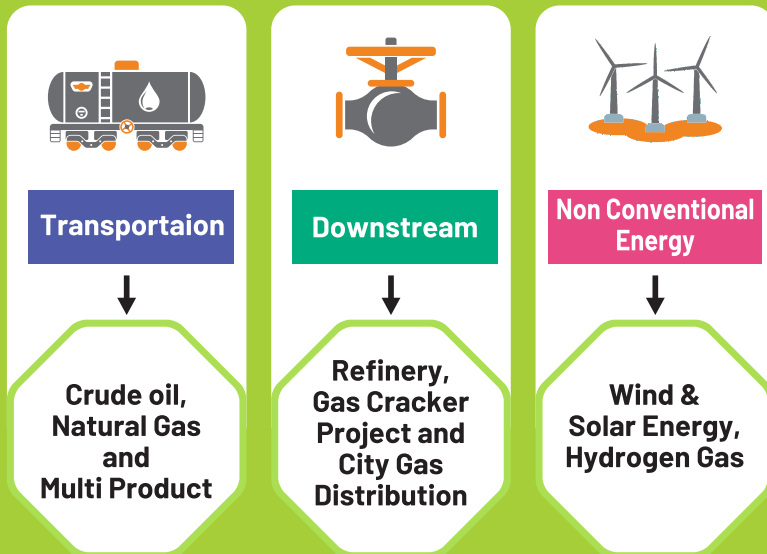 Transportaion
Crude oil,
Natural Gas
and
Multi Product
Downstream
Refinery,
Gas Cracker
Project and
City Gas
Distribution
Non Conventional
Energy
Wind &
Solar Energy,
Hydrogen Gas